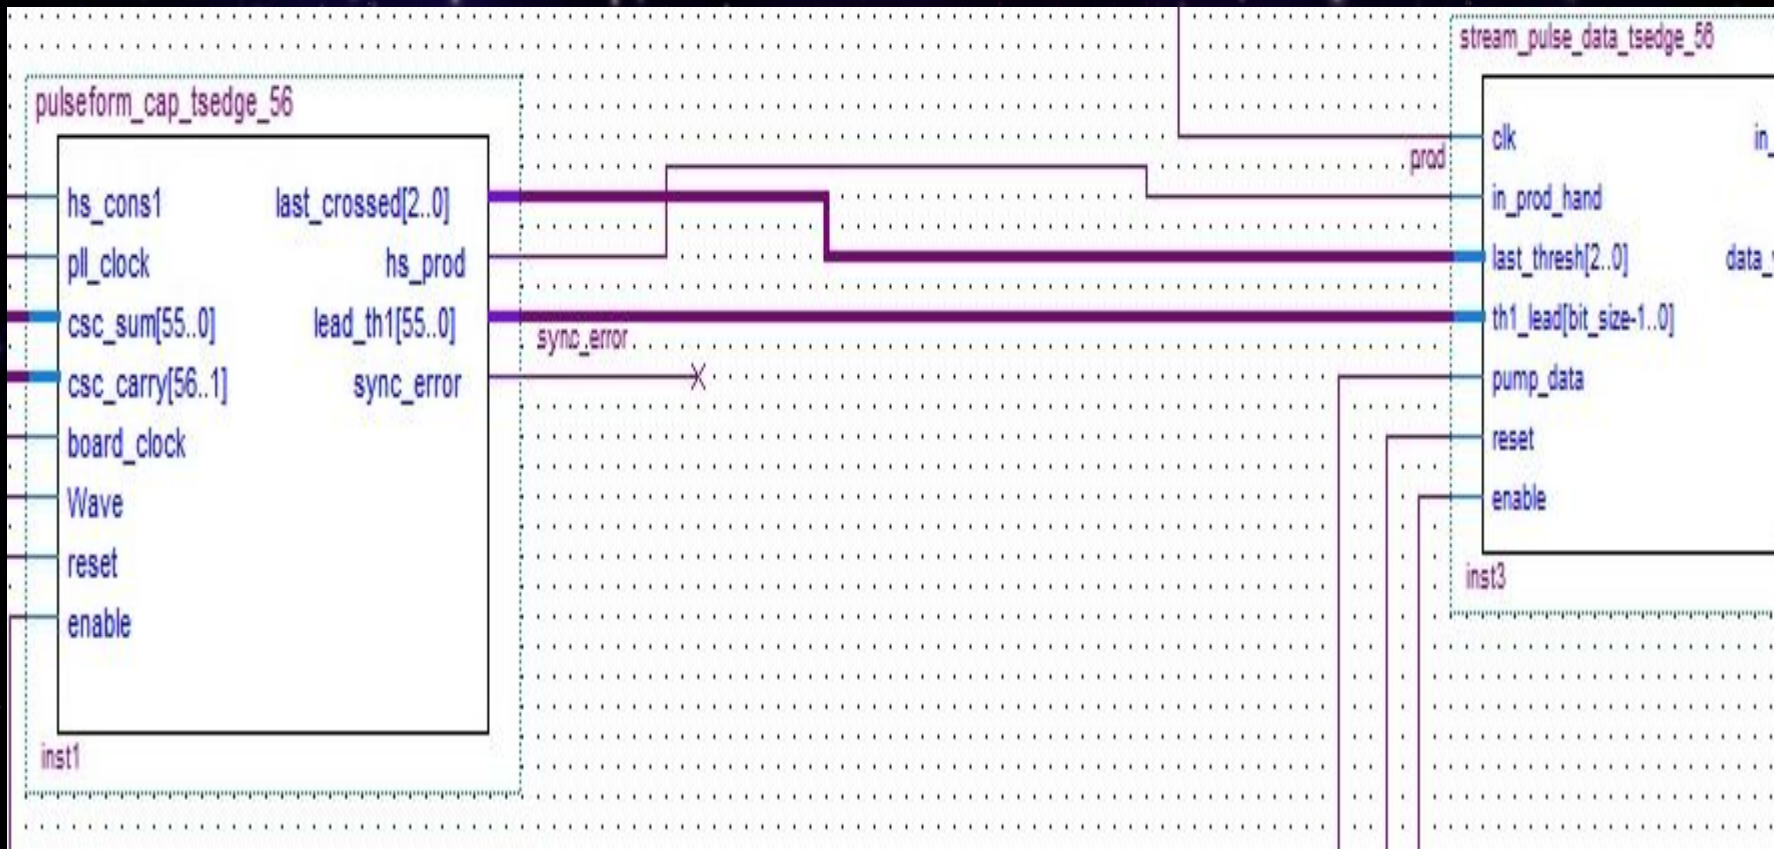 pulseform_cap_tsedge_56
hs_cons1
pll_clock
csc_sum[55..0]
csc_carry[56..1]
board_clock
Wave
reset
enable
last_crossed[2..0]
hs_prod
lead_th1[55..0]
sync_error
inst1
sync_error
prod
stream_pulse_data_tsedge_56
clk
in_prod_hand
last_thresh[2..0]
th1_lead[bit_size-1..0]
pump_data
reset
enable
in_
data_
inst3